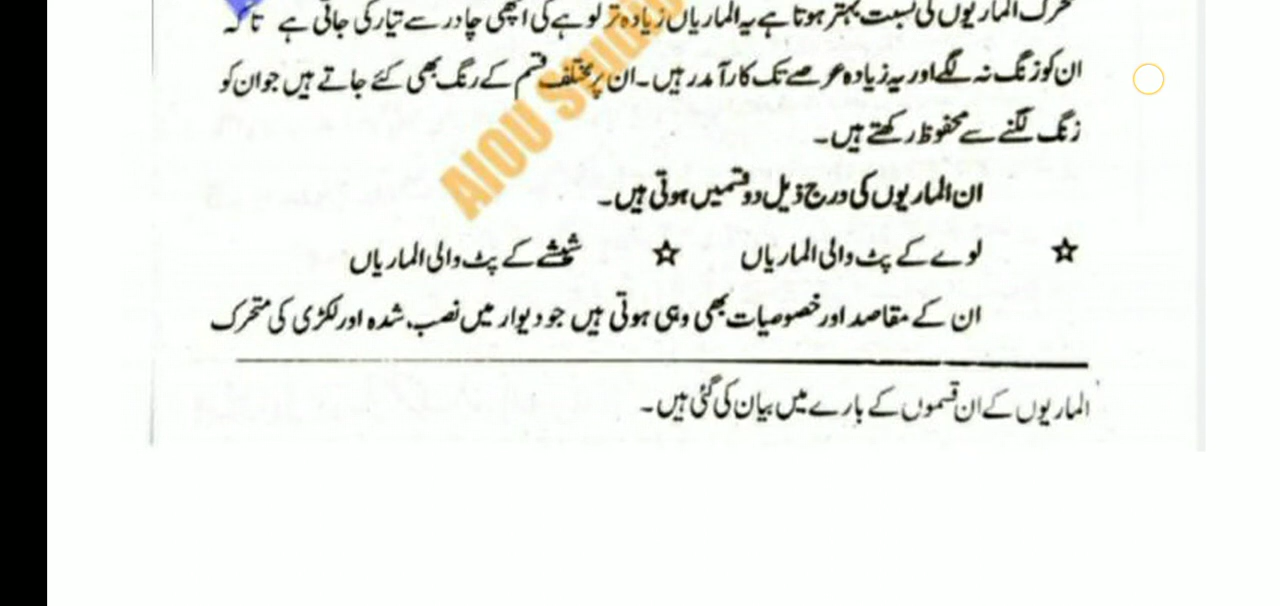 متحرک الماریوں کی نسبت بہتر ہوتا ہے یہ الماریاں زیادہ تر لوہے کی اچھی چادر سے تیار کی جاتی ہے تاکہ
ان کو زنگ نہ لگے اور یہ زیادہ عرصے تک کارآمد رہیں۔ ان پر مختلف قسم کے رنگ بھی کئے جاتے ہیں جو ان کو
زنگ لگنے سے محفوظ رکھتے ہیں۔
ان الماریوں کی درج ذیل دو قسمیں ہوتی ہیں۔
☆ لوے کے پٹ والی الماریاں ☆ شیشے کے پٹ والی الماریاں
ان کے مقاصد اور خصوصیات بھی وہی ہوتی ہیں جو دیوار میں نصب شدہ اور لکڑی کی متحرک
الماریوں کے ان قسموں کے بارے میں بیان کی گئی ہیں۔
AIOU